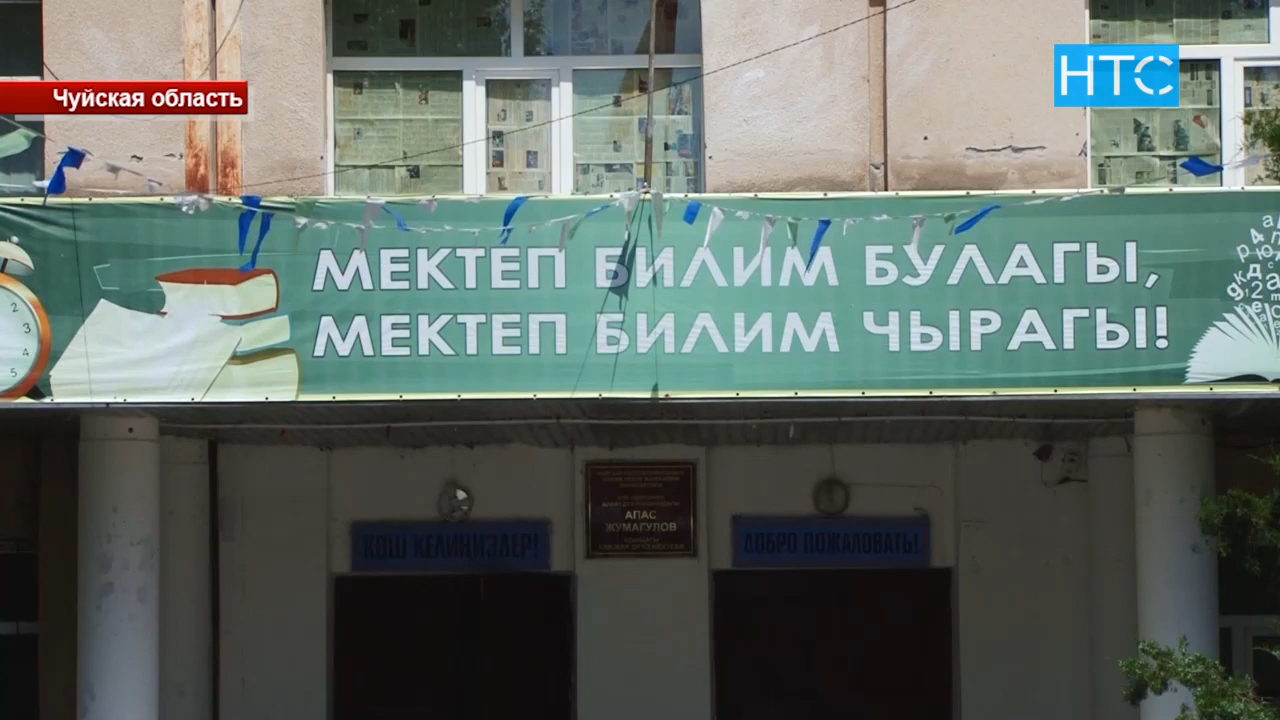 Чуйская область
НТС
МЕКТЕП БИЛИМ БУЛАГЫ,
МЕКТЕП БИЛИМ ЧЫРАГЫ!
АПАС
ЖУМАГУЛОВ
КОШ КЕЛИҢИЗДЕР!
ДОБРО ПОЖАЛОВАТЬ!